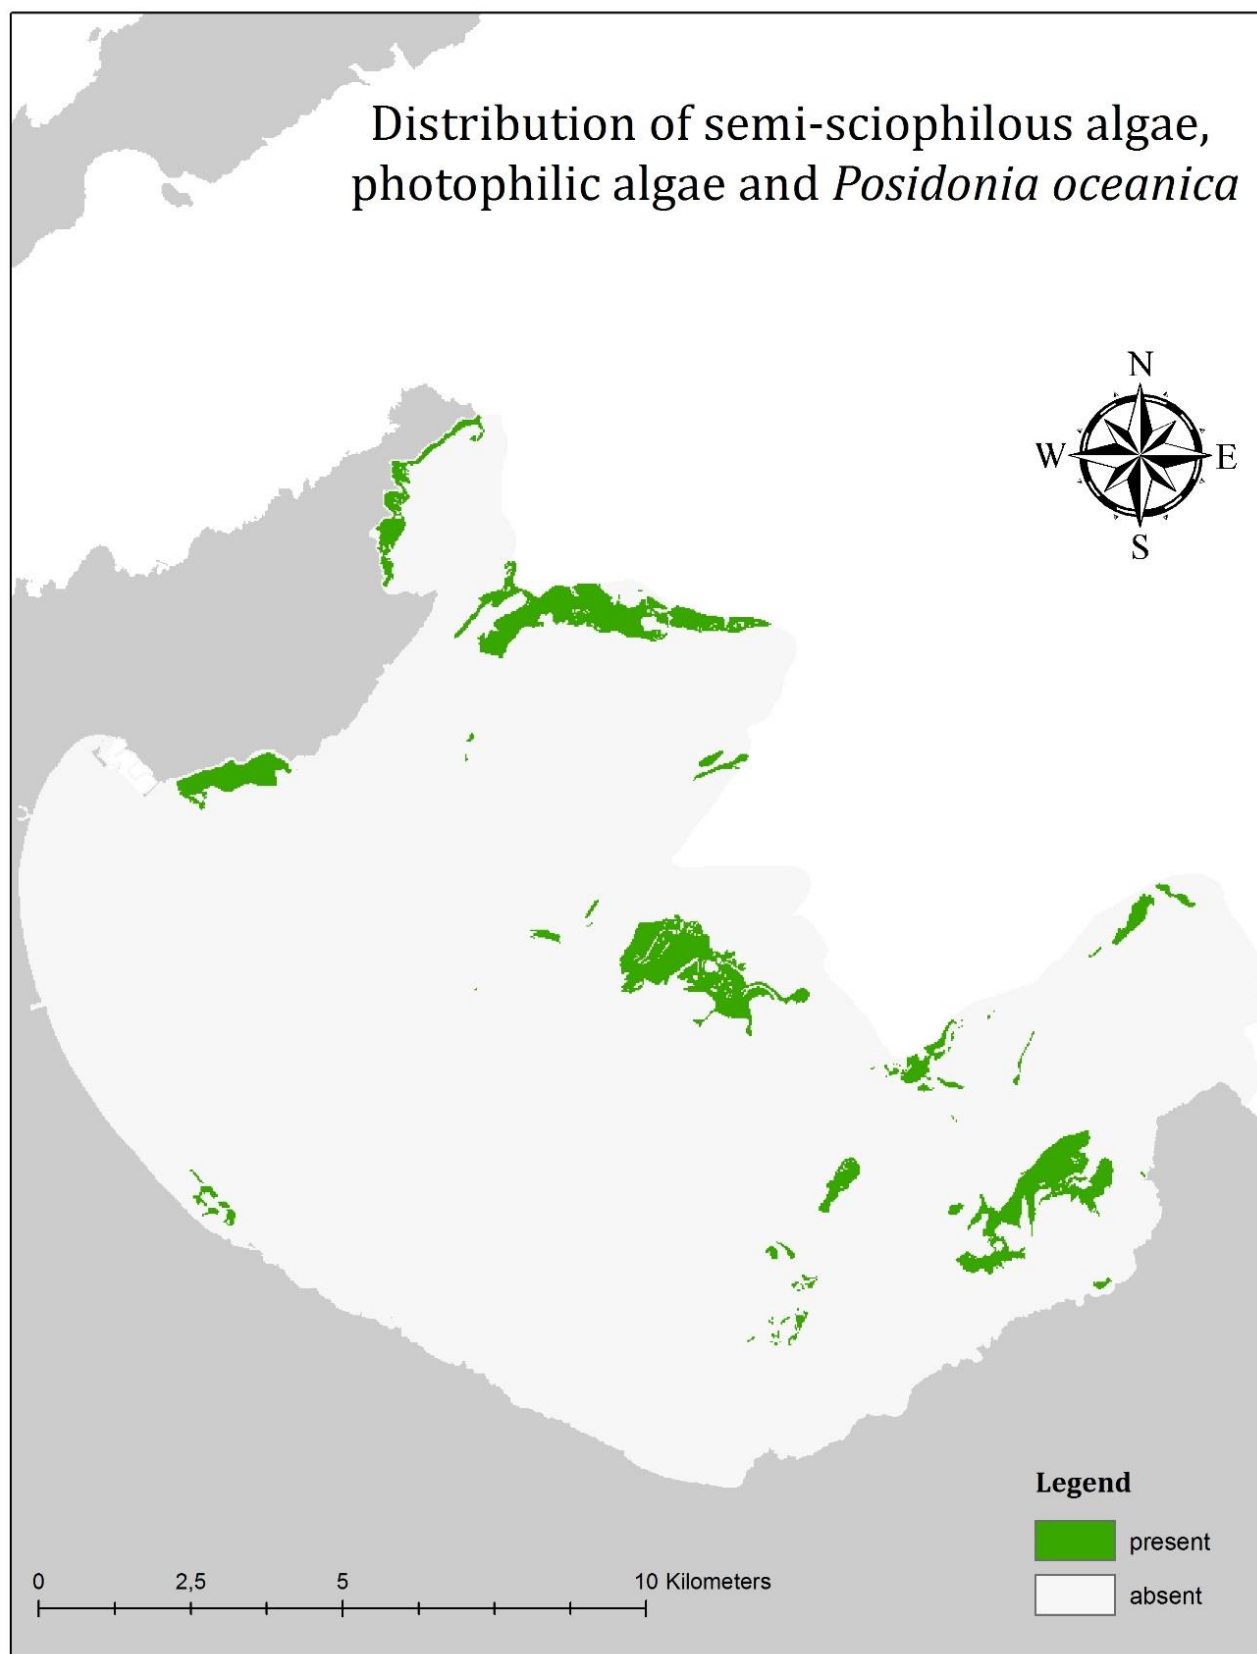 Distribution of semi-sciophilous algae,
photophilic algae and Posidonia oceanica
N
W E
S
Legend
present
absent
0 2,5 5 10 Kilometers